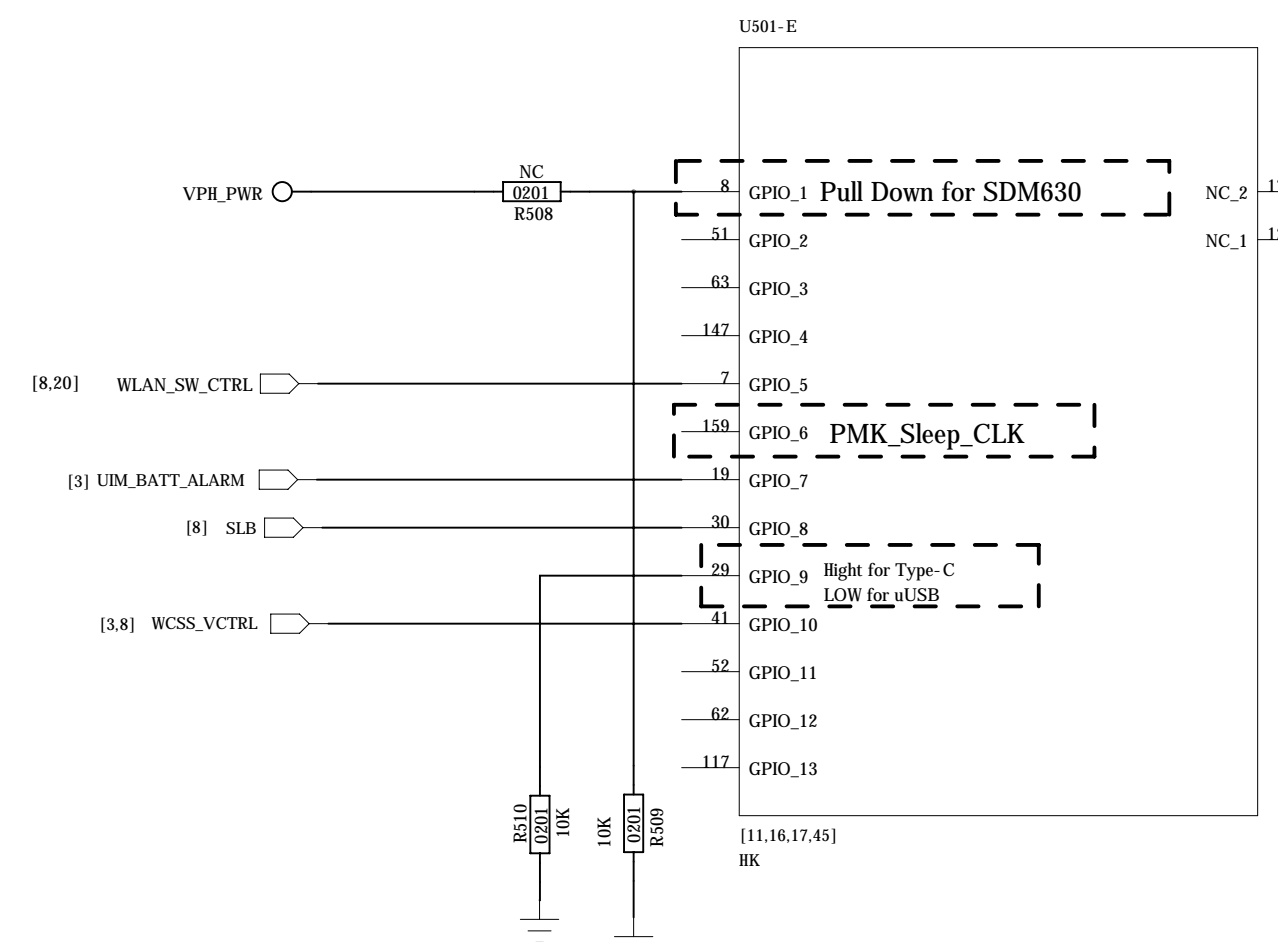 U501-E
NC
VPH_PWR
0201
R508
8
GPIO_1 Pull Down for SDM630
NC_2
51
GPIO_2
NC_1
63
GPIO_3
147
GPIO_4
[8,20] WLAN_SW_CTRL
7
GPIO_5
159
GPIO_6 PMK_Sleep_CLK
[3] UIM_BATT_ALARM
19
GPIO_7
[8] SLB
30
GPIO_8
29
GPIO_9
Hight for Type-C
LOW for uUSB
[3,8] WCSS_VCTRL
41
GPIO_10
52
GPIO_11
62
GPIO_12
117
GPIO_13
R510
0201
10K
10K
0201
R509
[11,16,17,45]
HK